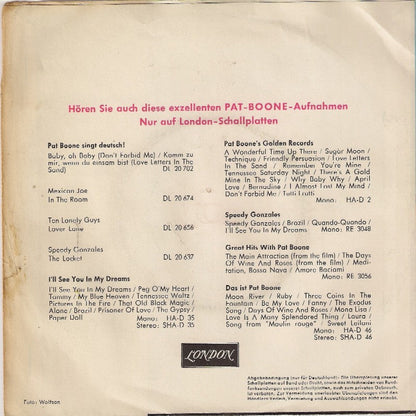 Hören Sie auch diese exzellenten PAT-BOONE-Aufnahmen
Nur auf London-Schallplatten
Pat Boone singt deutsch!
Buby, oh Baby (Don't Forbid Me) / Komm zu
mir, wenn du einsam bist (Love Letters In The
Sand) DL 20 702
Mexican Joe
In The Room DL 20 674
Ten Lonely Guys
Lover Lane DL 20 656
Speedy Gonzales
The Locket DL 20 637
I'll See You In My Dreams
I'll See You In My Dreams / Peg O'My Heart /
Tammy / My Blue Heaven / Tennessee Waltz /
Pictures In The Fire / That Old Black Magic /
Alone / Brazil / Prisoner Of Love / The Gypsy /
Paper Doll Mono: HA-D 35
Stereo: SHA-D 35
Pat Boone's Golden Records
A Wonderful Time Up There / Sugar Moon /
Technique / Friendly Persuasion / Love Letters
In The Sand / Remember You're Mine /
Tennessee Saturday Night / There's A Gold
Mine In The Sky / Why Baby Why / April
Love / Bernadine / I Almost Lost My Mind /
Don't Forbid Me / Tutti Frutti
Mono: HA-D 2
Speedy Gonzales
Speedy Gonzales / Brazil / Quando-Quando /
I'll See You In My Dreams Mono: RE 3048
Great Hits With Pat Boone
The Main Attraction (from the film) / The Days
Of Wine And Roses (from the film) / Medi-
tation, Bossa Nova / Amore Baciami
Mono: RE 3056
Das ist Pat Boone
Moon River / Ruby / Three Coins In The
Fountain / Be My Love / Fanny / The Exodus
Song / Days Of Wine And Roses / Mona Lisa /
Love Is A Many Splendored Thing / Laura /
Song from "Moulin rouge" / Sweet Leilani
Mono: HA-D 46
Stereo: SHA-D 46
LONDON